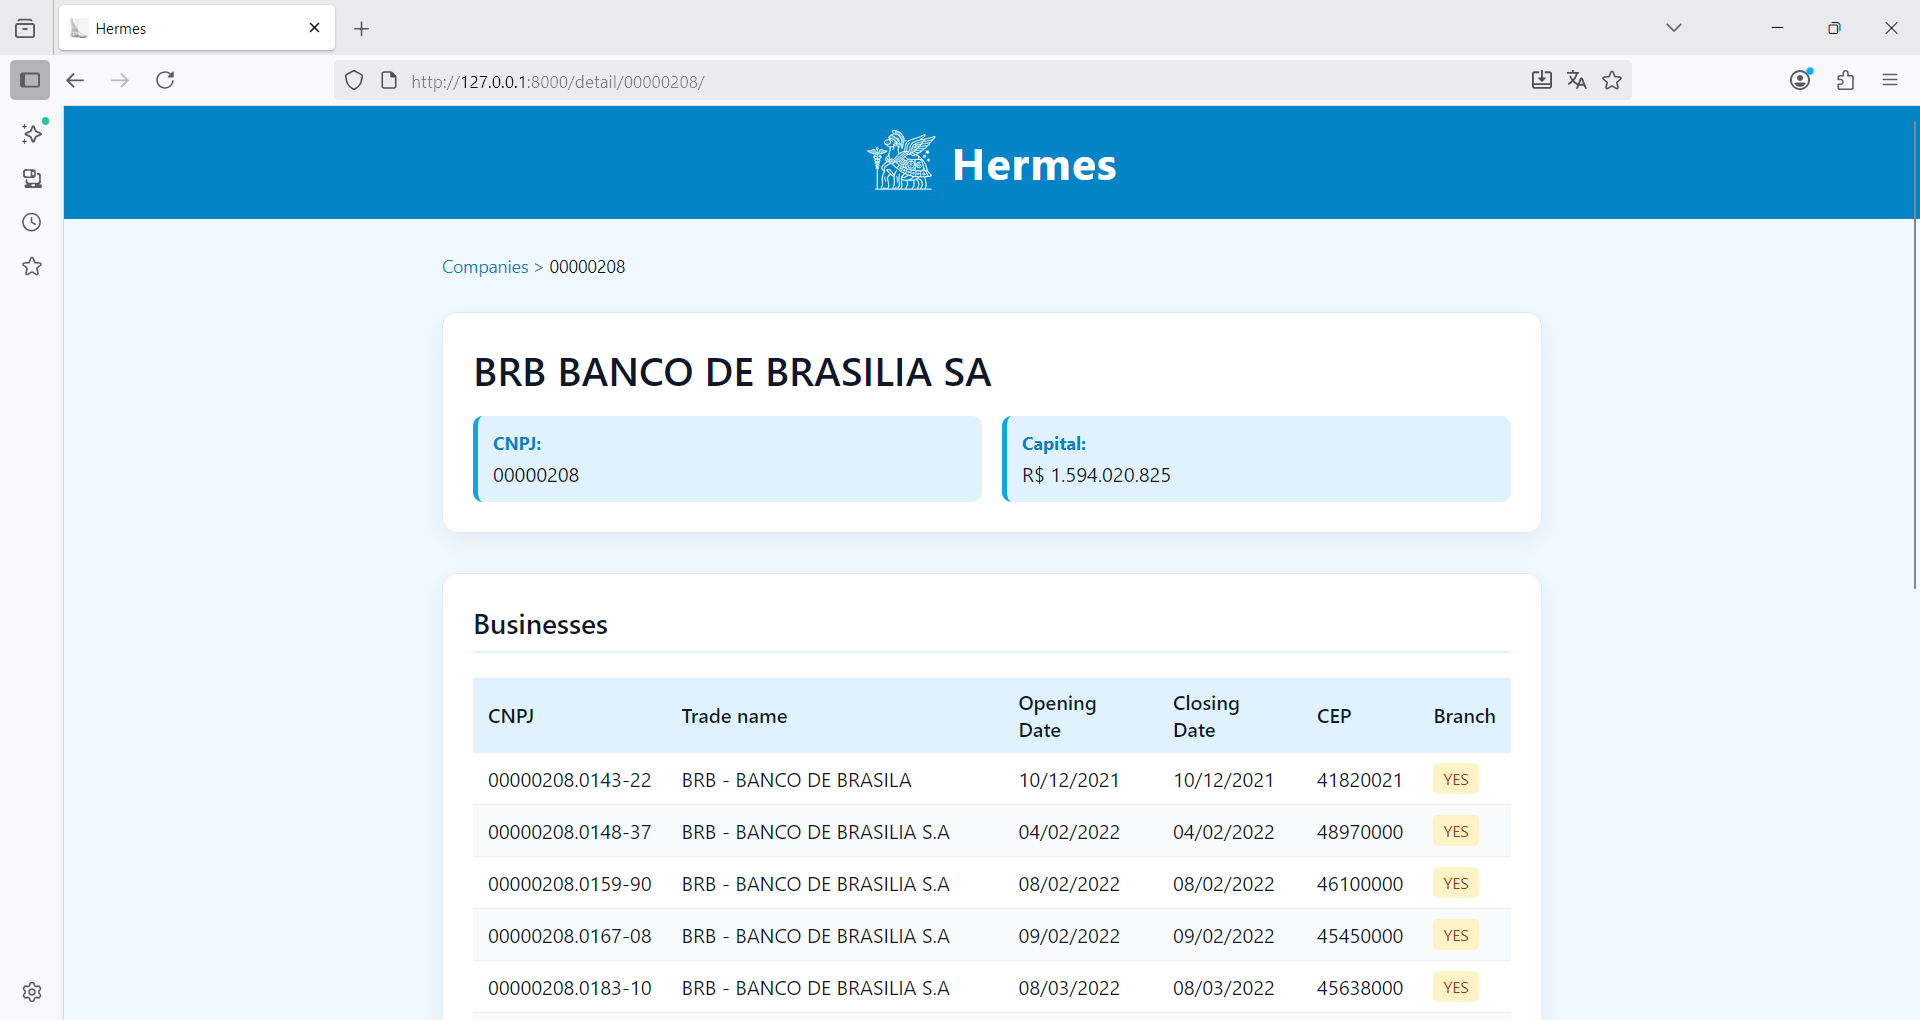 Hermes
http://127.0.0.1:8000/detail/00000208/
Hermes
Companies > 00000208
BRB BANCO DE BRASILIA SA
CNPJ:
00000208
Capital:
R$ 1.594.020.825
Businesses
CNPJ Trade name Opening Date Closing Date CEP Branch
00000208.0143-22 BRB - BANCO DE BRASILA 10/12/2021 10/12/2021 41820021 YES
00000208.0148-37 BRB - BANCO DE BRASILIA S.A 04/02/2022 04/02/2022 48970000 YES
00000208.0159-90 BRB - BANCO DE BRASILIA S.A 08/02/2022 08/02/2022 46100000 YES
00000208.0167-08 BRB - BANCO DE BRASILIA S.A 09/02/2022 09/02/2022 45450000 YES
00000208.0183-10 BRB - BANCO DE BRASILIA S.A 08/03/2022 08/03/2022 45638000 YES